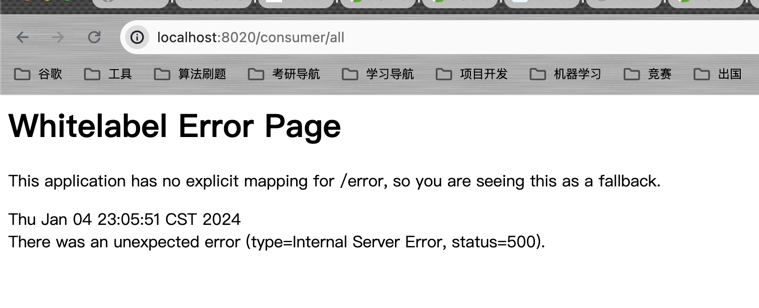 localhost:8020/consumer/all
谷歌 工具 算法刷题 考研导航 学习导航 项目开发 机器学习 竞赛 出国
Whitelabel Error Page
This application has no explicit mapping for /error, so you are seeing this as a fallback.
Thu Jan 04 23:05:51 CST 2024
There was an unexpected error (type=Internal Server Error, status=500).